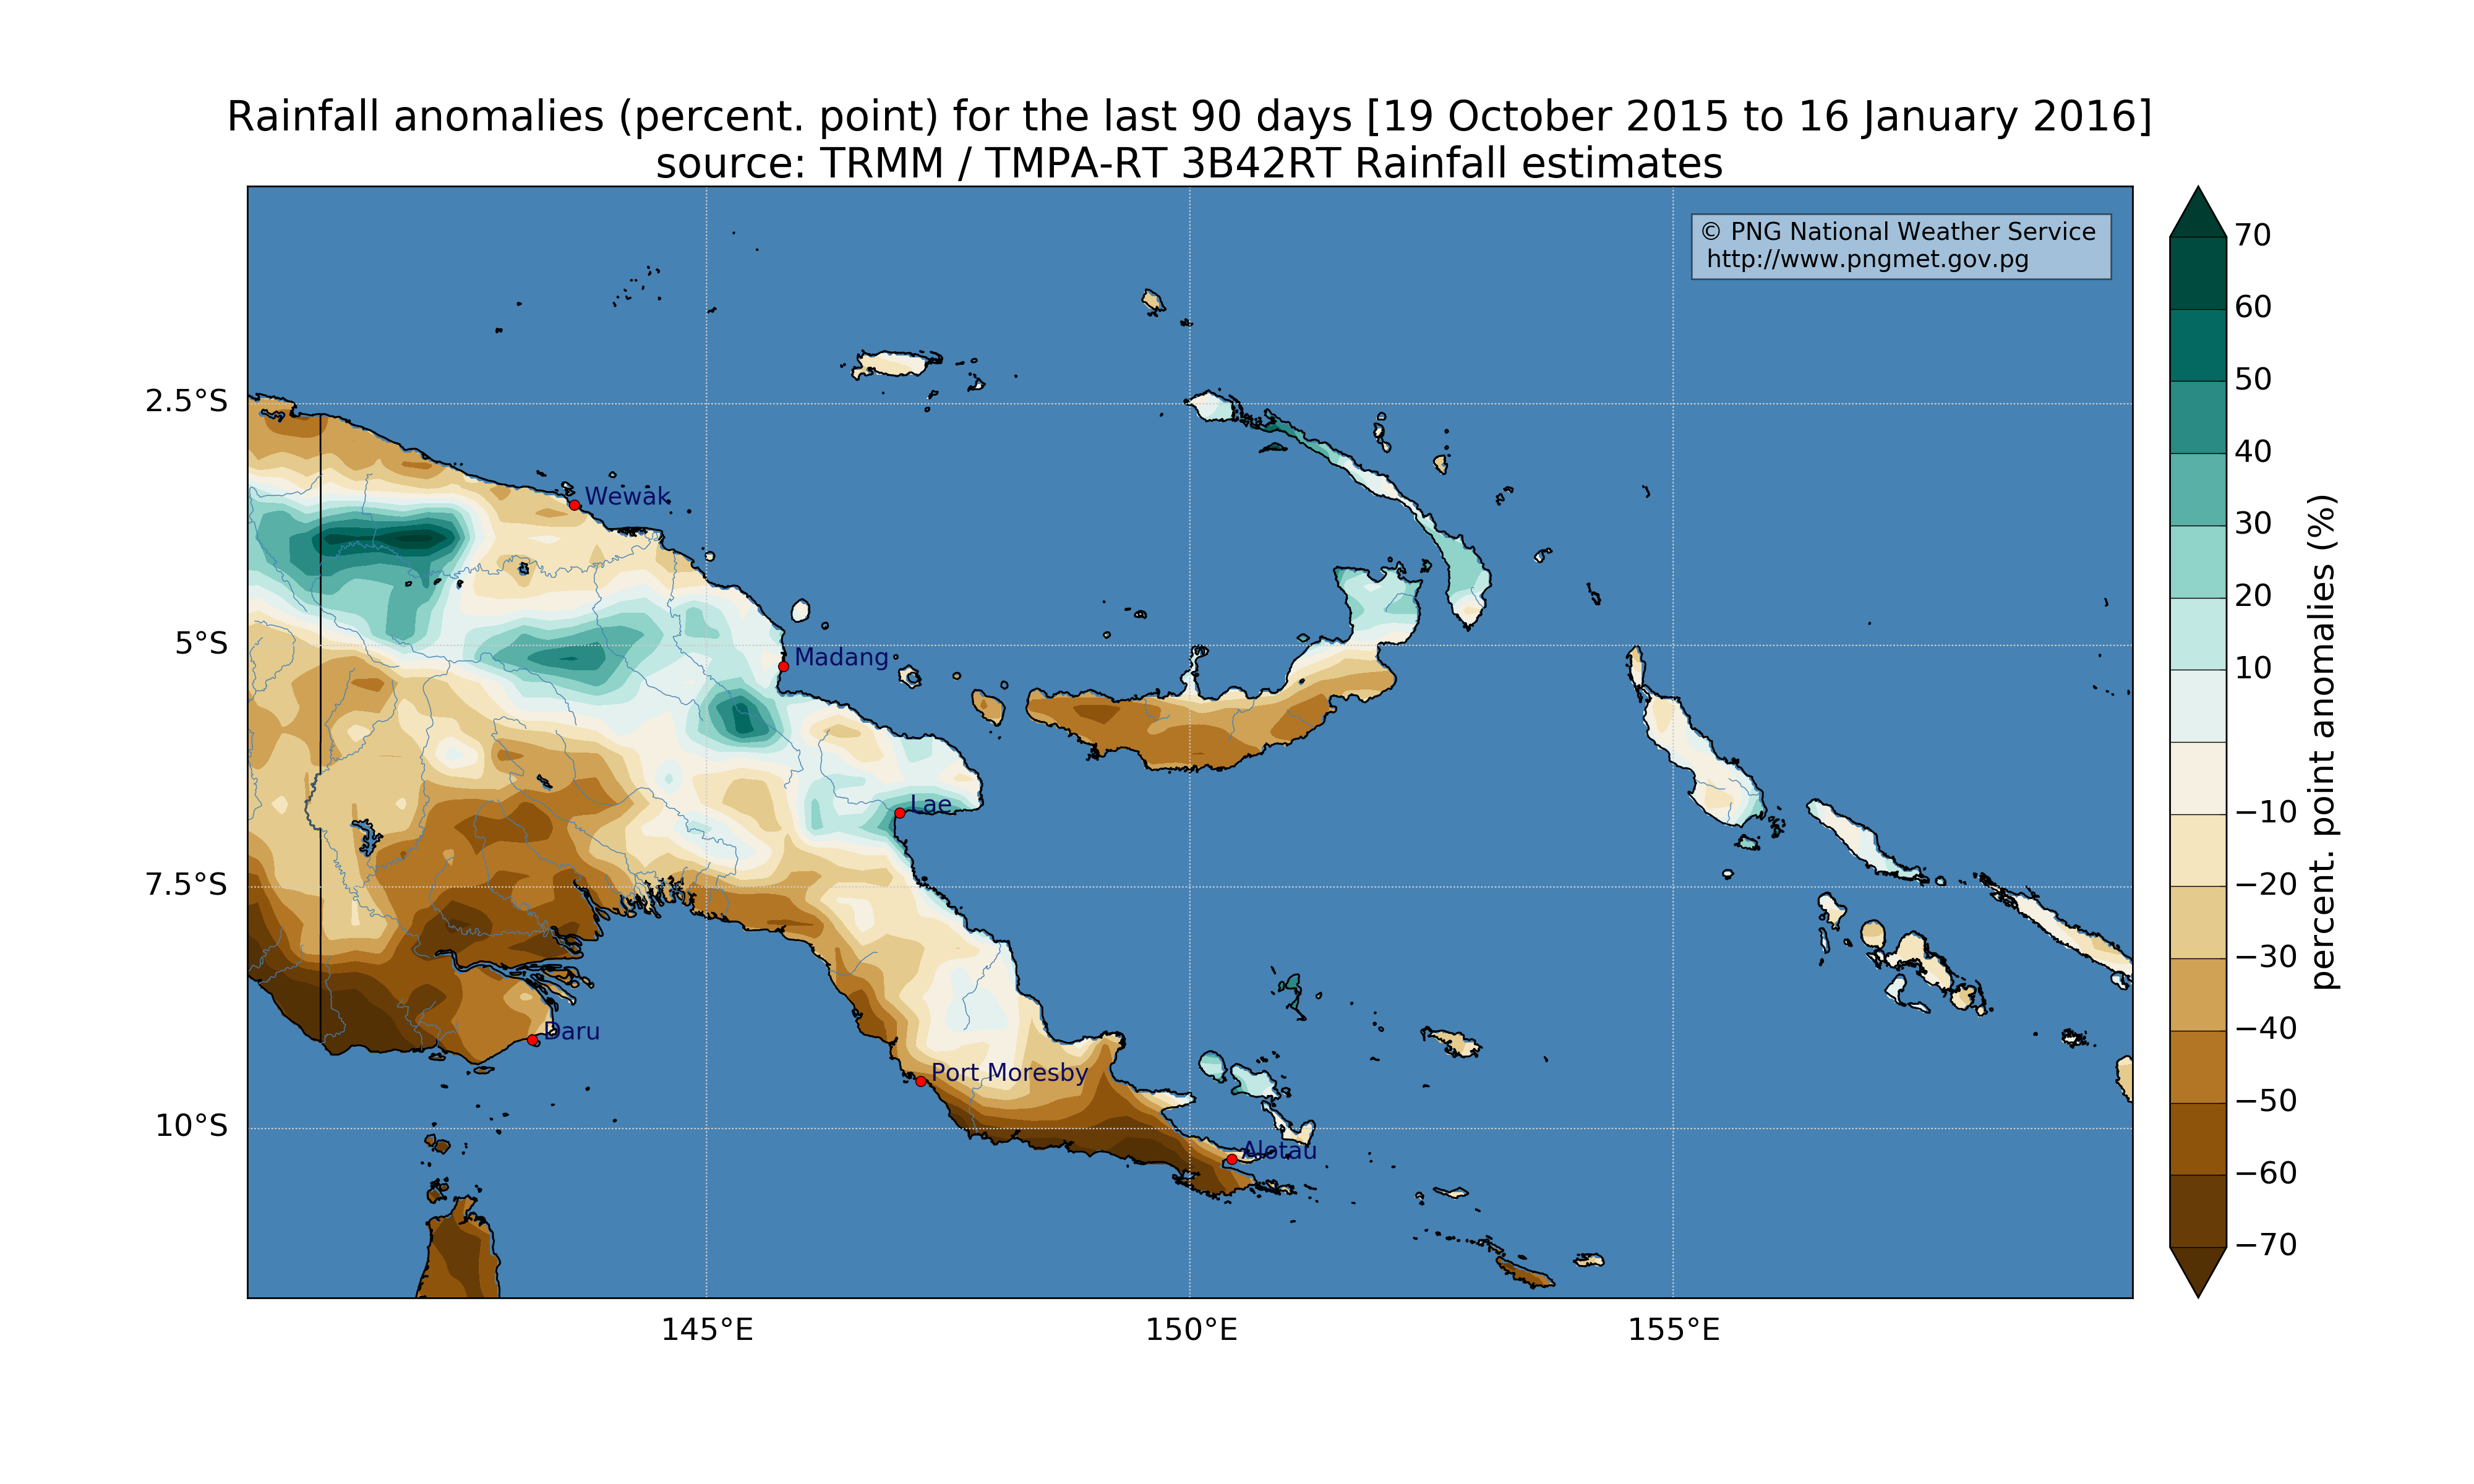 Rainfall anomalies (percent. point) for the last 90 days [19 October 2015 to 16 January 2016]
source: TRMM / TMPA-RT 3B42RT Rainfall estimates
© PNG National Weather Service
http://www.pngmet.gov.pg
2.5°S
5°S
7.5°S
10°S
145°E
150°E
155°E
Wewak
Madang
Lae
Daru
Port Moresby
Alotau
70
60
50
40
30
20
10
−10
−20
−30
−40
−50
−60
−70
percent. point anomalies (%)